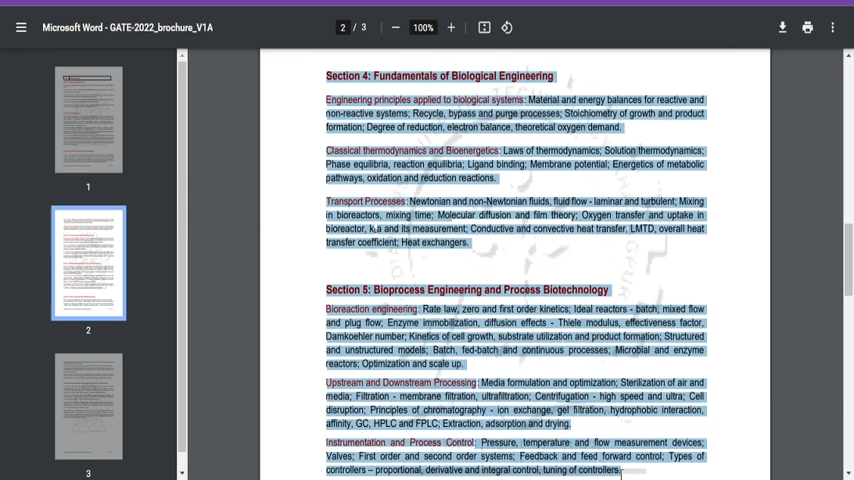 Microsoft Word - GATE-2022_brochure_V1A
2 / 3
100%
Section 4: Fundamentals of Biological Engineering
Engineering principles applied to biological systems: Material and energy balances for reactive and
non-reactive systems; Recycle, bypass and purge processes; Stoichiometry of growth and product
formation; Degree of reduction, electron balance, theoretical oxygen demand.
Classical thermodynamics and Bioenergetics: Laws of thermodynamics; Solution thermodynamics;
Phase equilibria, reaction equilibria; Ligand binding; Membrane potential; Energetics of metabolic
pathways, oxidation and reduction reactions.
Transport Processes: Newtonian and non-Newtonian fluids, fluid flow - laminar and turbulent; Mixing
in bioreactors, mixing time; Molecular diffusion and film theory; Oxygen transfer and uptake in
bioreactor, kLa and its measurement; Conductive and convective heat transfer, LMTD, overall heat
transfer coefficient; Heat exchangers.
Section 5: Bioprocess Engineering and Process Biotechnology
Bioreaction engineering: Rate law, zero and first order kinetics; Ideal reactors - batch, mixed flow
and plug flow; Enzyme immobilization, diffusion effects - Thiele modulus, effectiveness factor,
Damkoehler number; Kinetics of cell growth, substrate utilization and product formation; Structured
and unstructured models; Batch, fed-batch and continuous processes; Microbial and enzyme
reactors; Optimization and scale up.
Upstream and Downstream Processing: Media formulation and optimization; Sterilization of air and
media; Filtration - membrane filtration, ultrafiltration; Centrifugation - high speed and ultra; Cell
disruption; Principles of chromatography - ion exchange, gel filtration, hydrophobic interaction,
affinity, GC, HPLC and FPLC; Extraction, adsorption and drying.
Instrumentation and Process Control: Pressure, temperature and flow measurement devices;
Valves; First order and second order systems; Feedback and feed forward control; Types of
controllers – proportional, derivative and integral control, tuning of controllers.
1
2
3